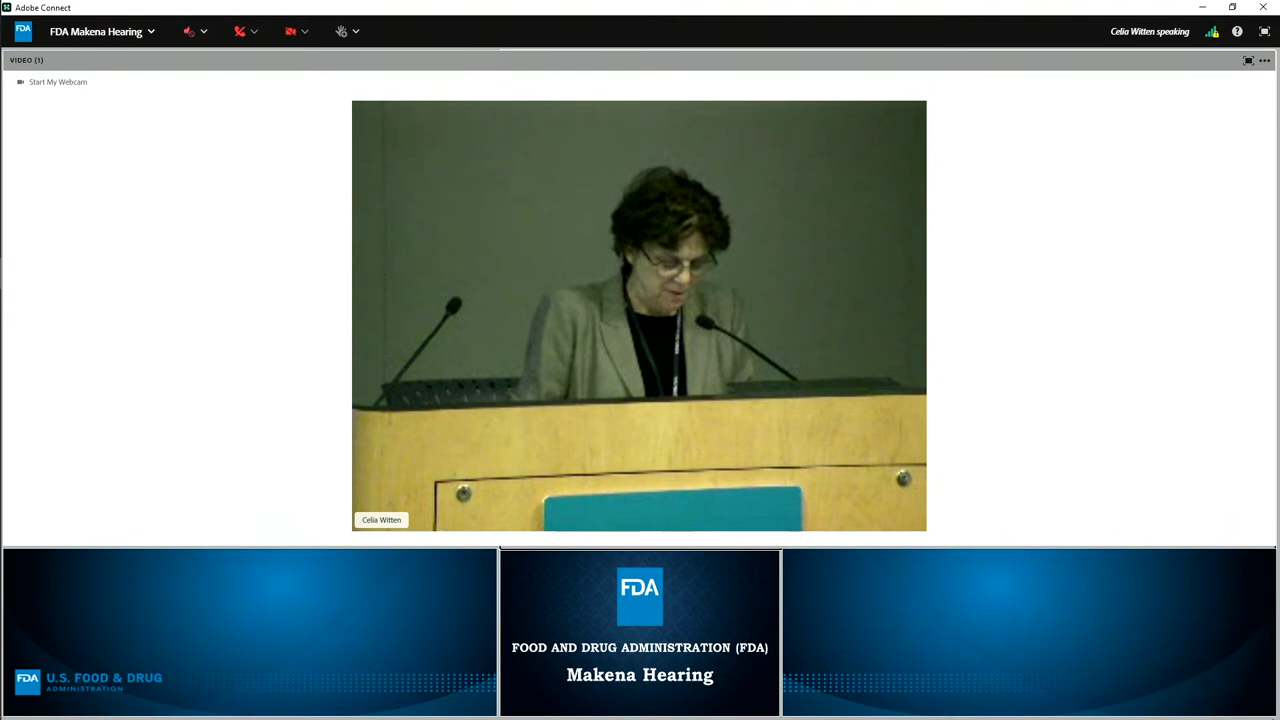 Adobe Connect
FDA
FDA Makena Hearing
Celia Witten speaking
VIDEO (1)
Start My Webcam
Celia Witten
FDA
FOOD AND DRUG ADMINISTRATION (FDA)
Makena Hearing
FDA
U.S. FOOD & DRUG
ADMINISTRATION